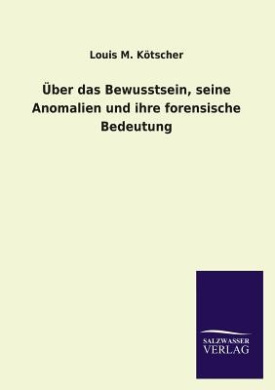 Louis M. Kötscher
Über das Bewusstsein, seine
Anomalien und ihre forensische
Bedeutung
SALZWASSER
VERLAG